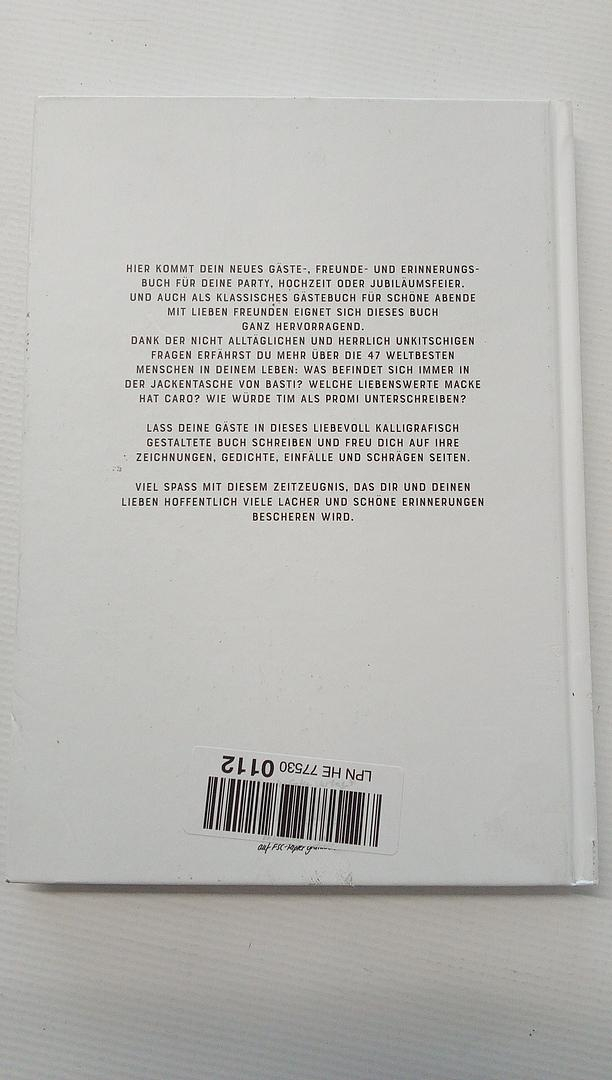 HIER KOMMT DEIN NEUES GÄSTE-, FREUNDE- UND ERINNERUNGS-
BUCH FÜR DEINE PARTY, HOCHZEIT ODER JUBILÄUMSFEIER.
UND AUCH ALS KLASSISCHES GÄSTEBUCH FÜR SCHÖNE ABENDE
MIT LIEBEN FREUNDEN EIGNET SICH DIESES BUCH
GANZ HERVORRAGEND.
DANK DER NICHT ALLTÄGLICHEN UND HERRLICH UNKITSCHIGEN
FRAGEN ERFÄHRST DU MEHR ÜBER DIE 47 WELTBESTEN
MENSCHEN IN DEINEM LEBEN: WAS BEFINDET SICH IMMER IN
DER JACKENTASCHE VON BASTI? WELCHE LIEBENSWERTE MACKE
HAT CARO? WIE WÜRDE TIM ALS PROMI UNTERSCHREIBEN?
LASS DEINE GÄSTE IN DIESES LIEBEVOLL KALLIGRAFISCH
GESTALTETE BUCH SCHREIBEN UND FREU DICH AUF IHRE
ZEICHNUNGEN, GEDICHTE, EINFÄLLE UND SCHRÄGEN SEITEN.
VIEL SPASS MIT DIESEM ZEITZEUGNIS, DAS DIR UND DEINEN
LIEBEN HOFFENTLICH VIELE LACHER UND SCHÖNE ERINNERUNGEN
BESCHEREN WIRD.
LPN HE 77530 0112
auf FSC-Papier